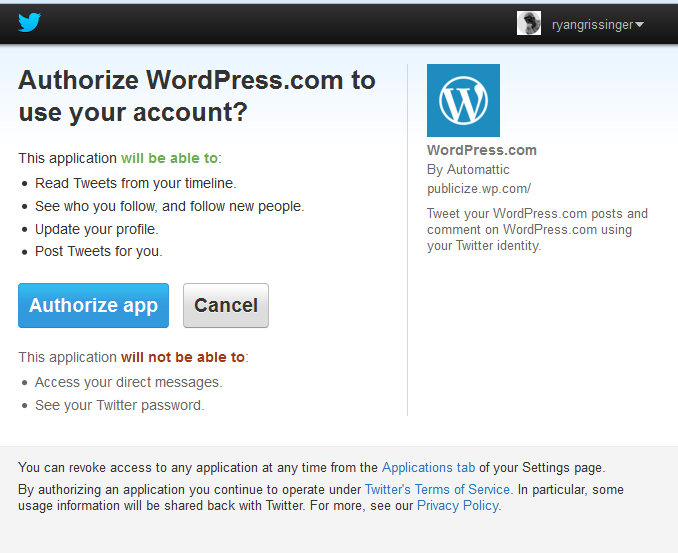 ryangrissinger
Authorize WordPress.com to
use your account?
This application will be able to:
Read Tweets from your timeline.
See who you follow, and follow new people.
Update your profile.
Post Tweets for you.
Authorize app
Cancel
This application will not be able to:
Access your direct messages.
See your Twitter password.
WordPress.com
By Automattic
publicize.wp.com/
Tweet your WordPress.com posts and
comment on WordPress.com using
your Twitter identity.
You can revoke access to any application at any time from the Applications tab of your Settings page.
By authorizing an application you continue to operate under Twitter's Terms of Service. In particular, some
usage information will be shared back with Twitter. For more, see our Privacy Policy.